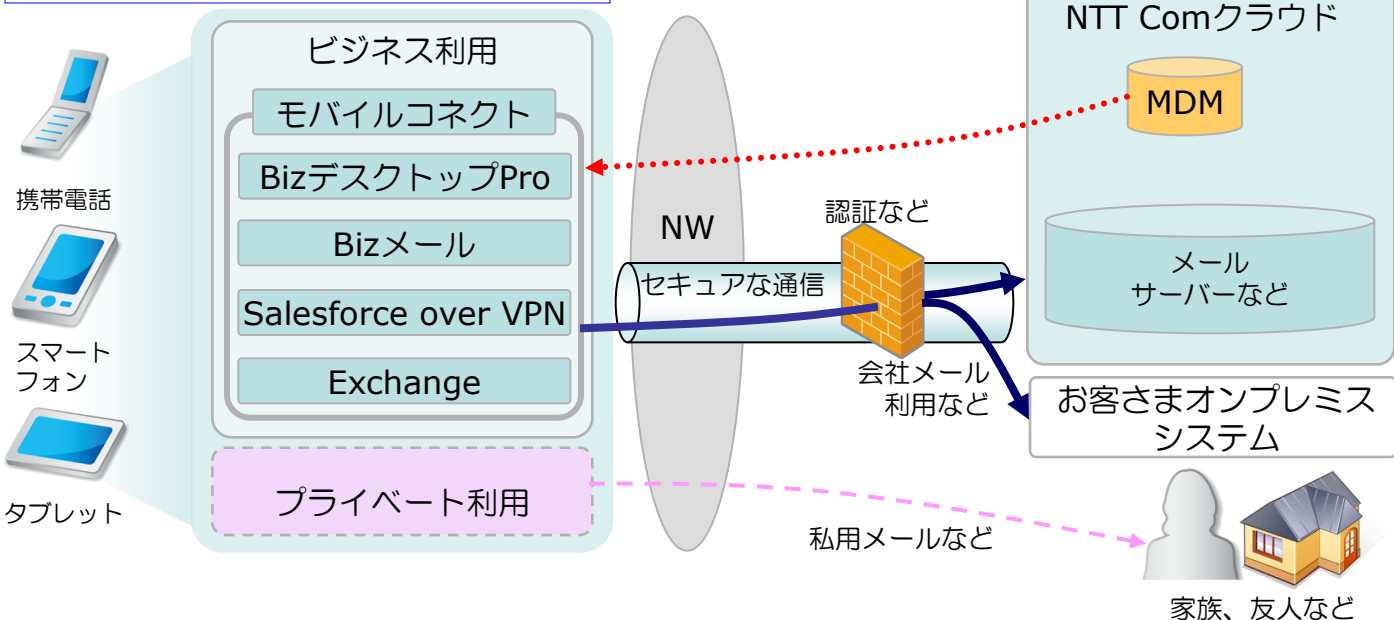 NTT Comクラウド
ビジネス利用
モバイルコネクト
MDM
BizデスクトップPro
携帯電話
認証など
NW
Bizメール
メール
サーバーなど
セキュアな通信
Salesforce over VPN
スマート
フォン
Exchange
会社メール
利用など
お客さまオンプレミス
システム
プライベート利用
タブレット
私用メールなど
家族、友人など